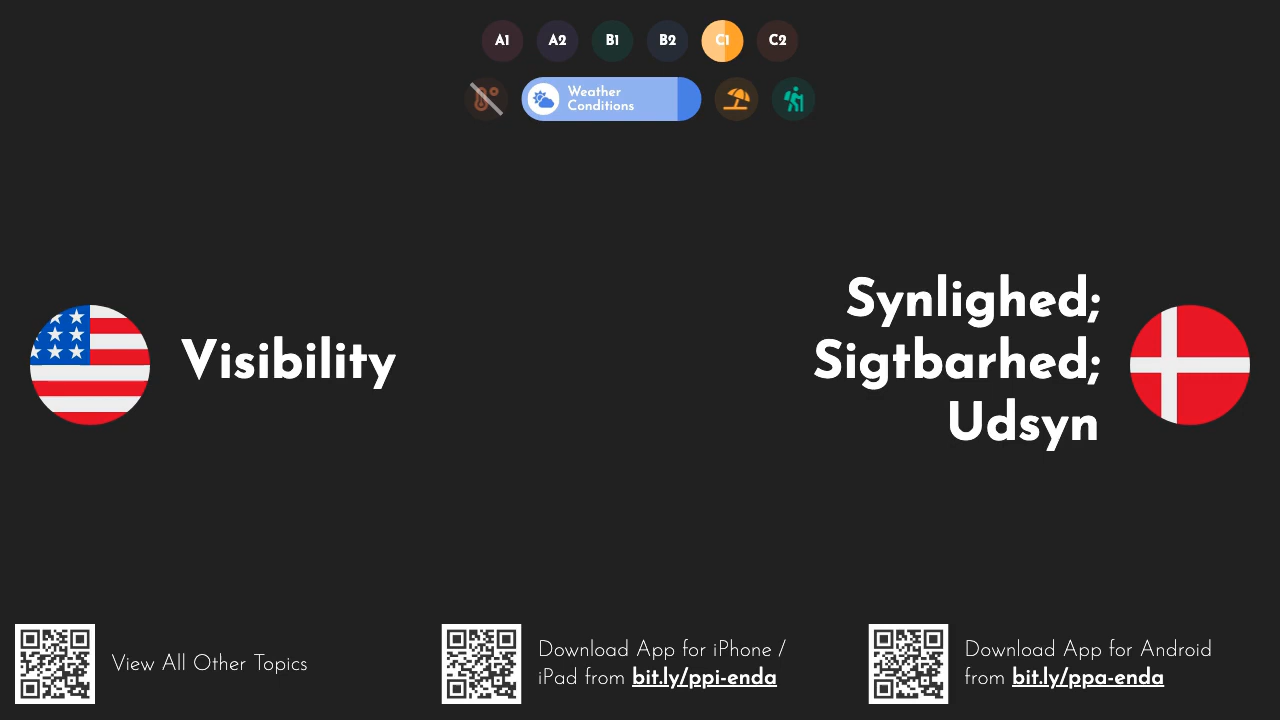 A1 A2 B1 B2 C1 C2
Weather
Conditions
Visibility
Synlighed;
Sigtbarhed;
Udsyn
View All Other Topics
Download App for iPhone /
iPad from bit.ly/ppi-enda
Download App for Android
from bit.ly/ppa-enda